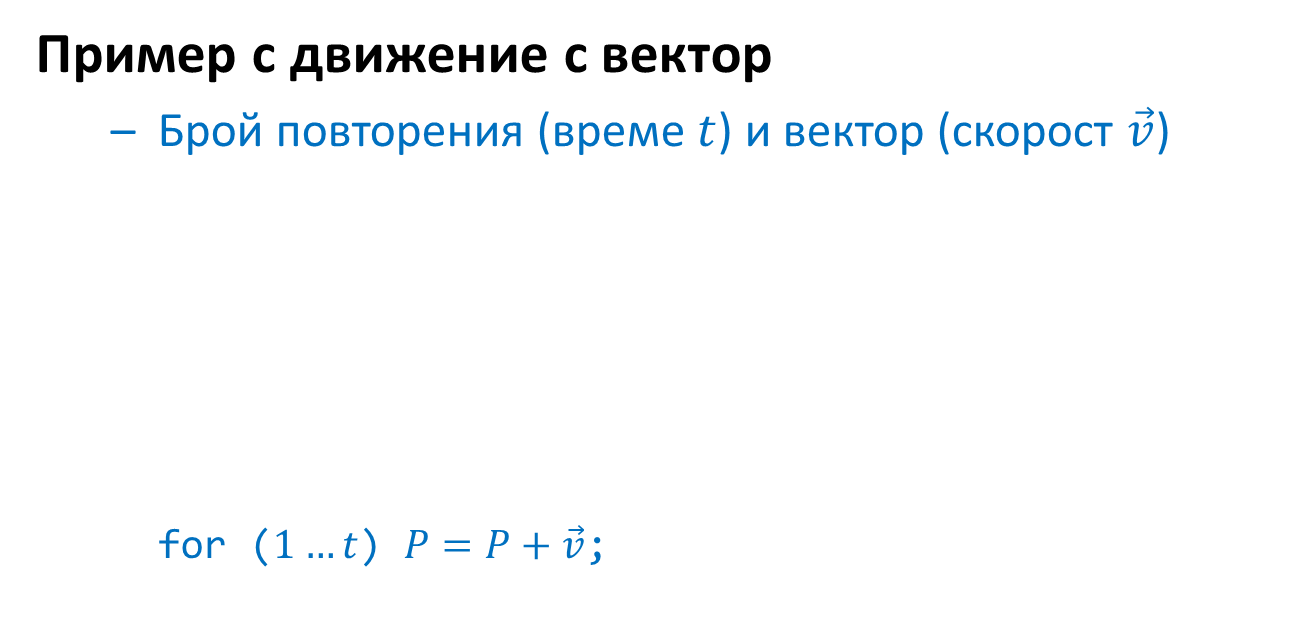 Пример с движение с вектор
– Брой повторения (време t) и вектор (скорост v⃗)
for (1 … t) P = P + v⃗;